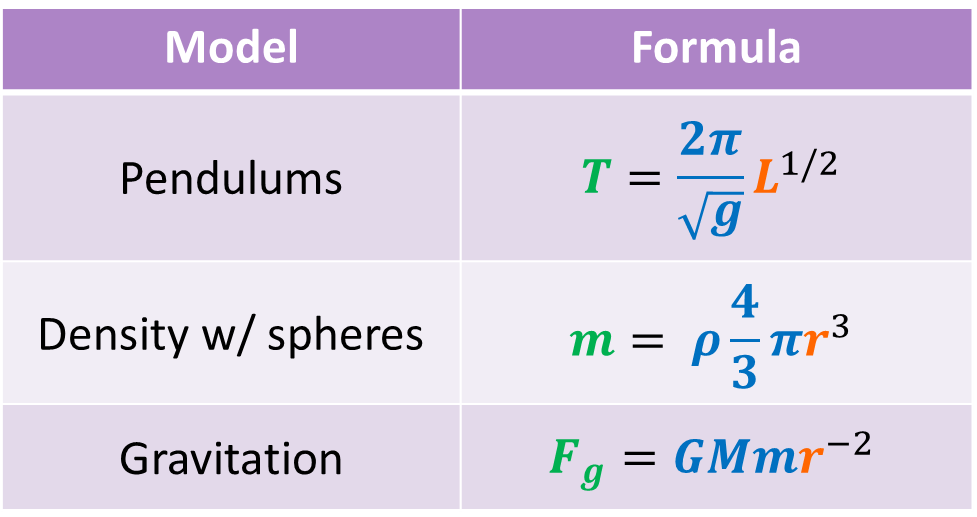 Model Formula
Pendulums T = 2π/√g L^1/2
Density w/ spheres m = ρ 4/3 πr^3
Gravitation F_g = GMmr^−2